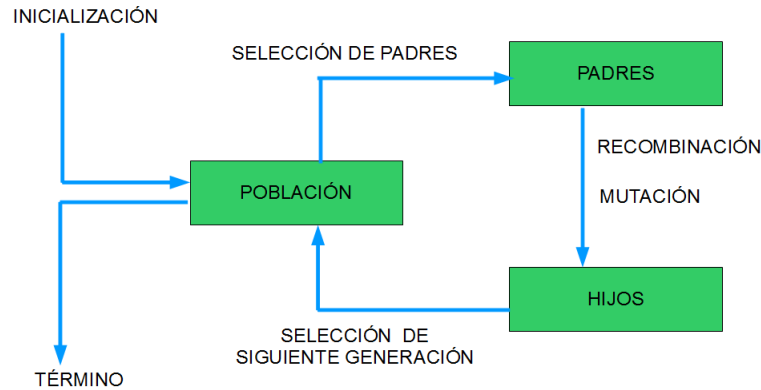 INICIALIZACIÓN
SELECCIÓN DE PADRES
PADRES
RECOMBINACIÓN
MUTACIÓN
POBLACIÓN
HIJOS
SELECCIÓN DE
SIGUIENTE GENERACIÓN
TÉRMINO